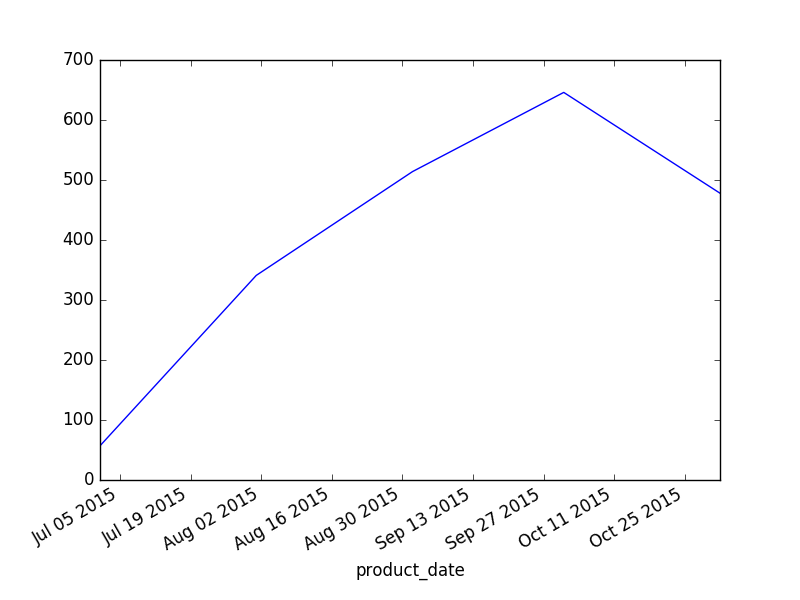 700
600
500
400
300
200
100
0
Jul 05 2015
Jul 19 2015
Aug 02 2015
Aug 16 2015
Aug 30 2015
Sep 13 2015
Sep 27 2015
Oct 11 2015
Oct 25 2015
product_date